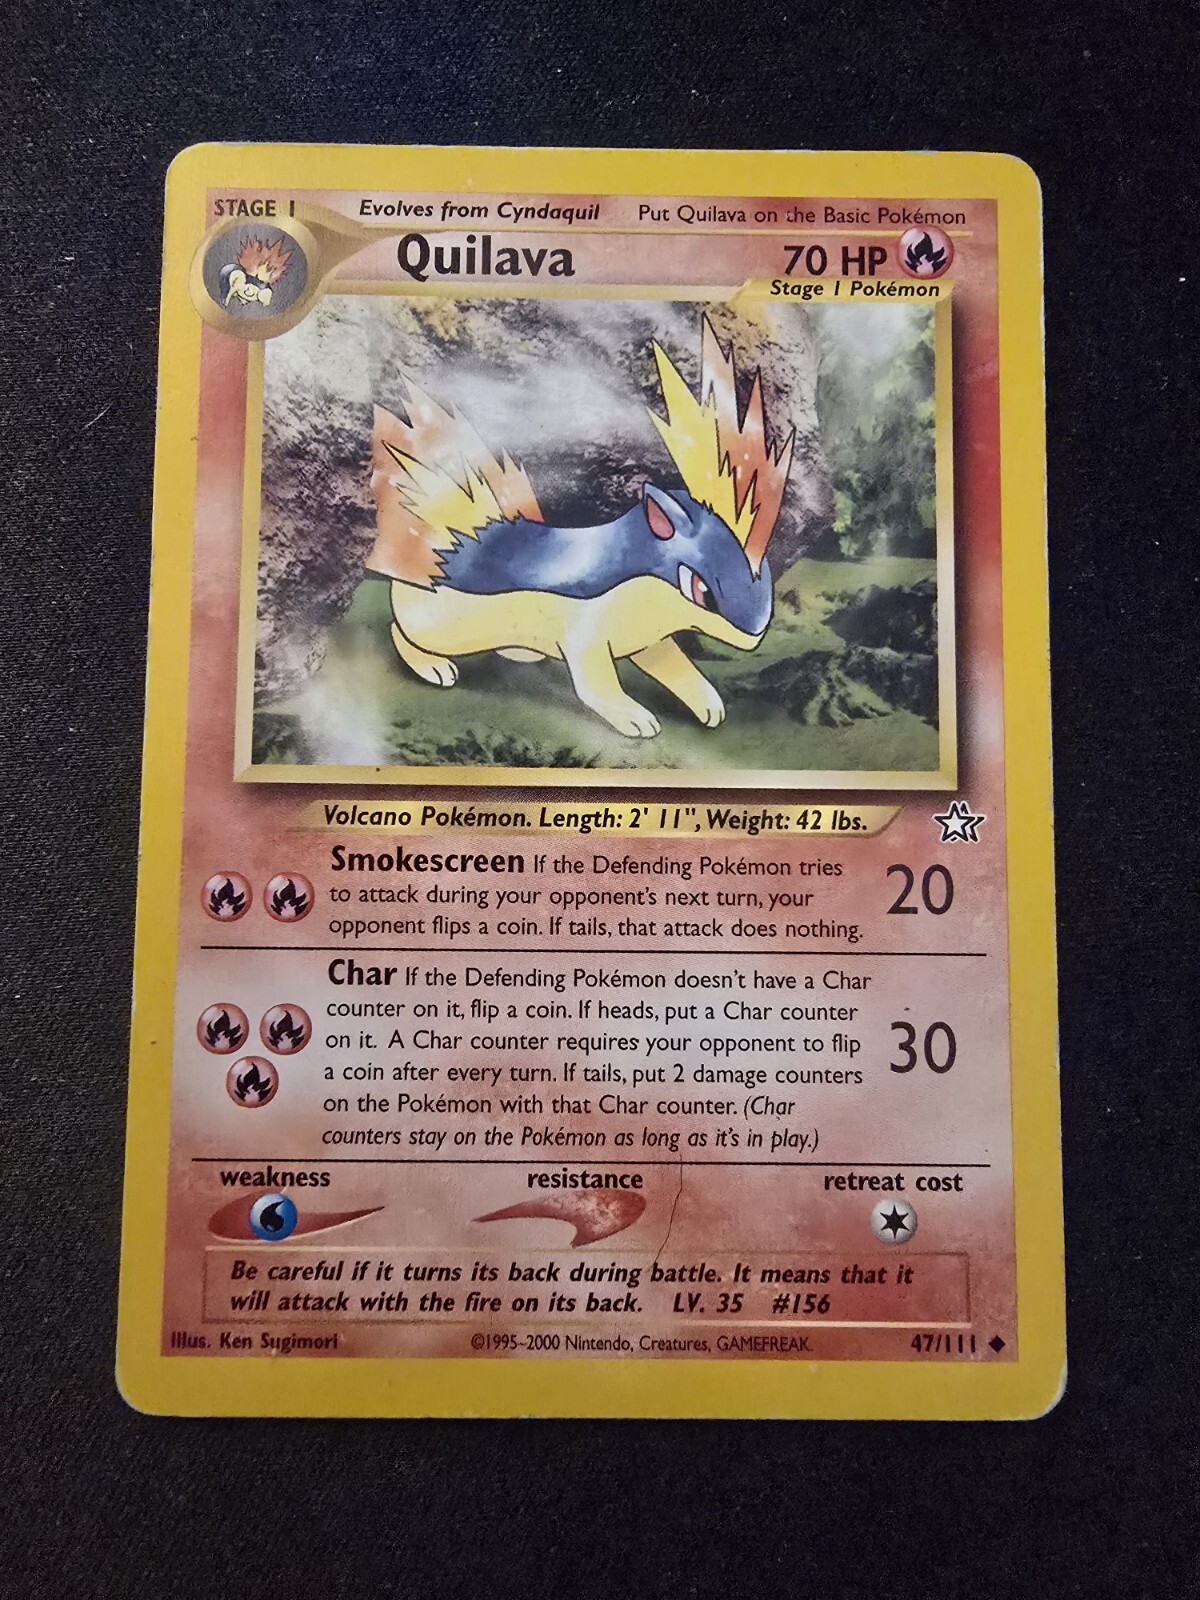 STAGE 1 Evolves from Cyndaquil Put Quilava on the Basic Pokémon
Quilava 70 HP
Stage 1 Pokémon
Volcano Pokémon. Length: 2' 11", Weight: 42 lbs.
Smokescreen If the Defending Pokémon tries
to attack during your opponent's next turn, your
opponent flips a coin. If tails, that attack does nothing.
20
Char If the Defending Pokémon doesn't have a Char
counter on it, flip a coin. If heads, put a Char counter
on it. A Char counter requires your opponent to flip
a coin after every turn. If tails, put 2 damage counters
on the Pokémon with that Char counter. (Char
counters stay on the Pokémon as long as it's in play.)
30
weakness resistance retreat cost
Be careful if it turns its back during battle. It means that it
will attack with the fire on its back. LV. 35 #156
Illus. Ken Sugimori ©1995-2000 Nintendo, Creatures, GAMEFREAK. 47/111